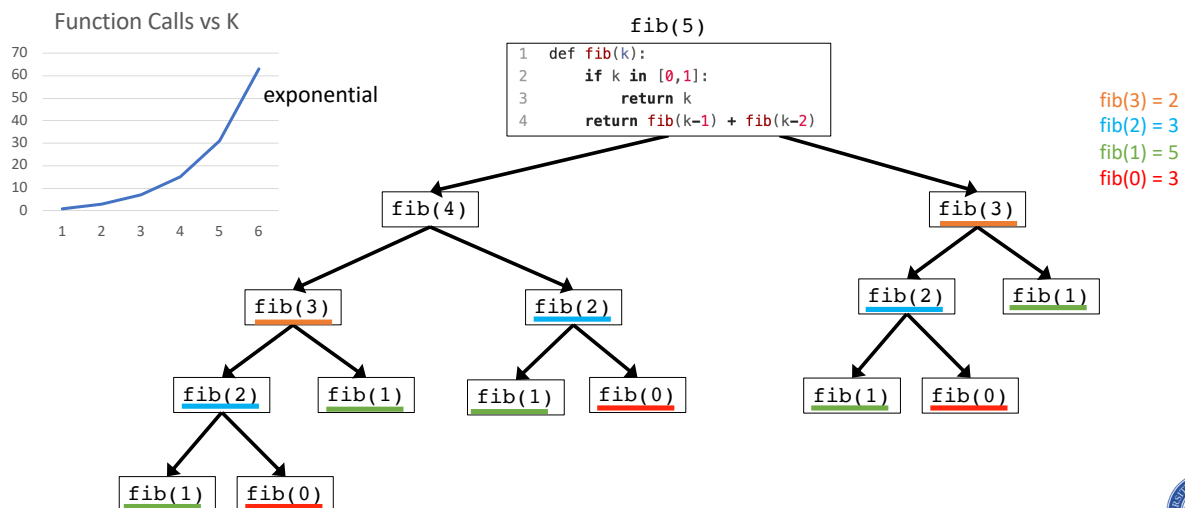 Function Calls vs K
70
60
50
40
30
20
10
0
1 2 3 4 5 6
exponential
fib(5)
1 def fib(k):
2 if k in [0,1]:
3 return k
4 return fib(k-1) + fib(k-2)
fib(3) = 2
fib(2) = 3
fib(1) = 5
fib(0) = 3
fib(4) fib(3)
fib(3) fib(2) fib(2) fib(1)
fib(2) fib(1) fib(1) fib(0) fib(1) fib(0)
fib(1) fib(0)